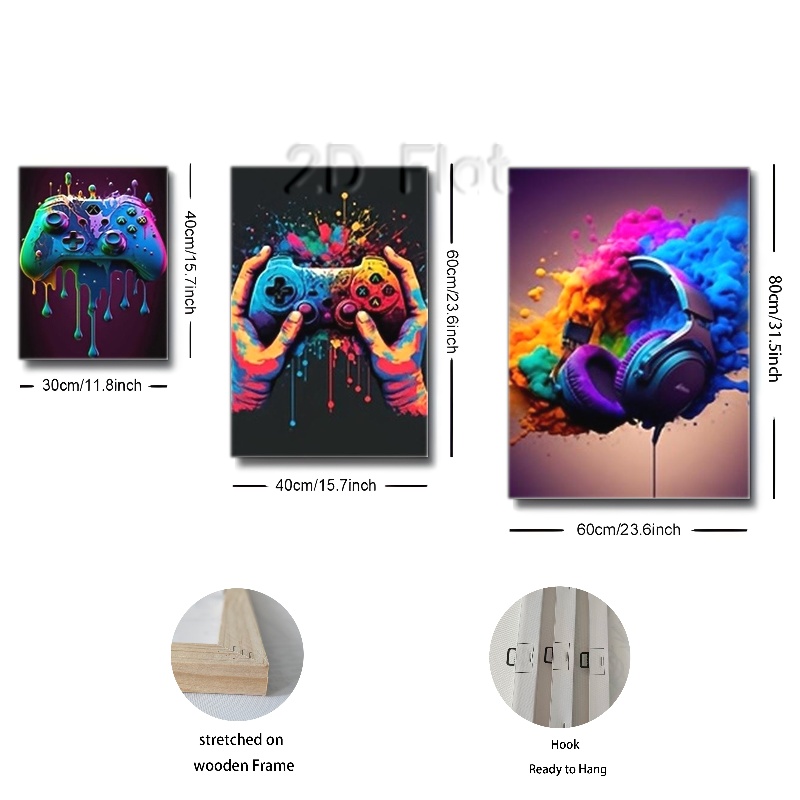 2D Flat
40cm/15.7inch
30cm/11.8inch
60cm/23.6inch
40cm/15.7inch
80cm/31.5inch
60cm/23.6inch
stretched on
wooden Frame
Hook
Ready to Hang